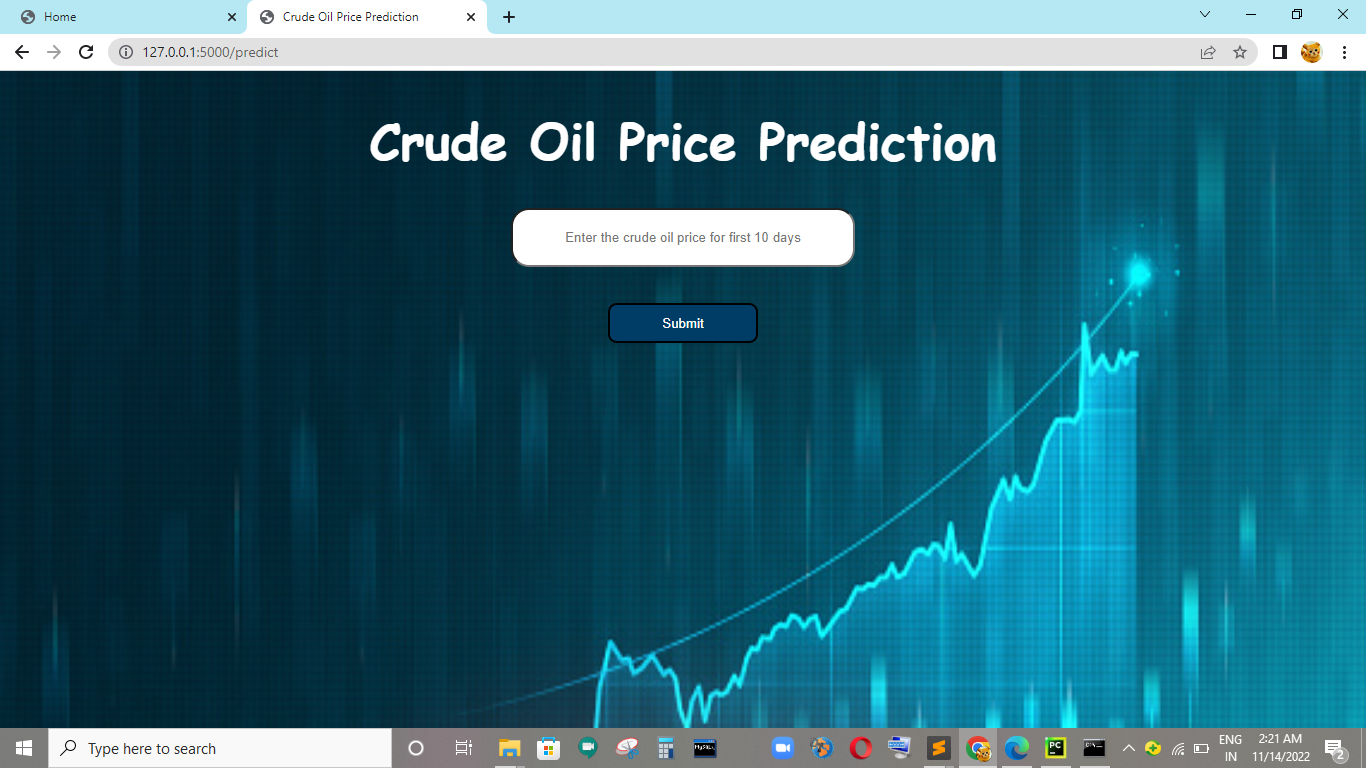 Home
Crude Oil Price Prediction
127.0.0.1:5000/predict
Crude Oil Price Prediction
Enter the crude oil price for first 10 days
Submit
Type here to search
MySQL
PC
ENG
IN
2:21 AM
11/14/2022
2